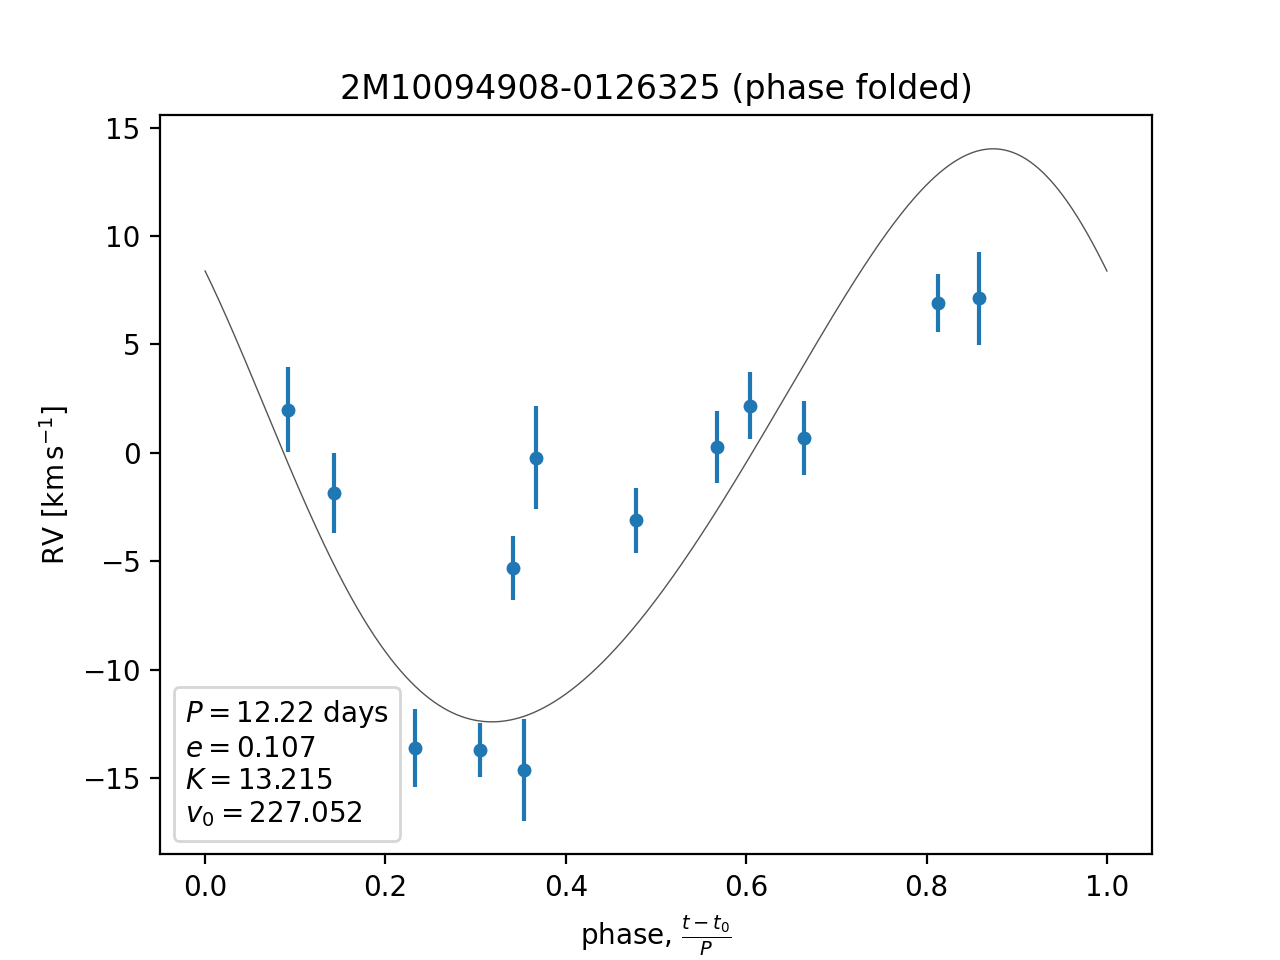 2M10094908-0126325 (phase folded)
15
10
5
0
−5
−10
−15
RV [km s⁻¹]
P = 12.22 days
e = 0.107
K = 13.215
v₀ = 227.052
0.0 0.2 0.4 0.6 0.8 1.0
phase, (t − t₀)/P